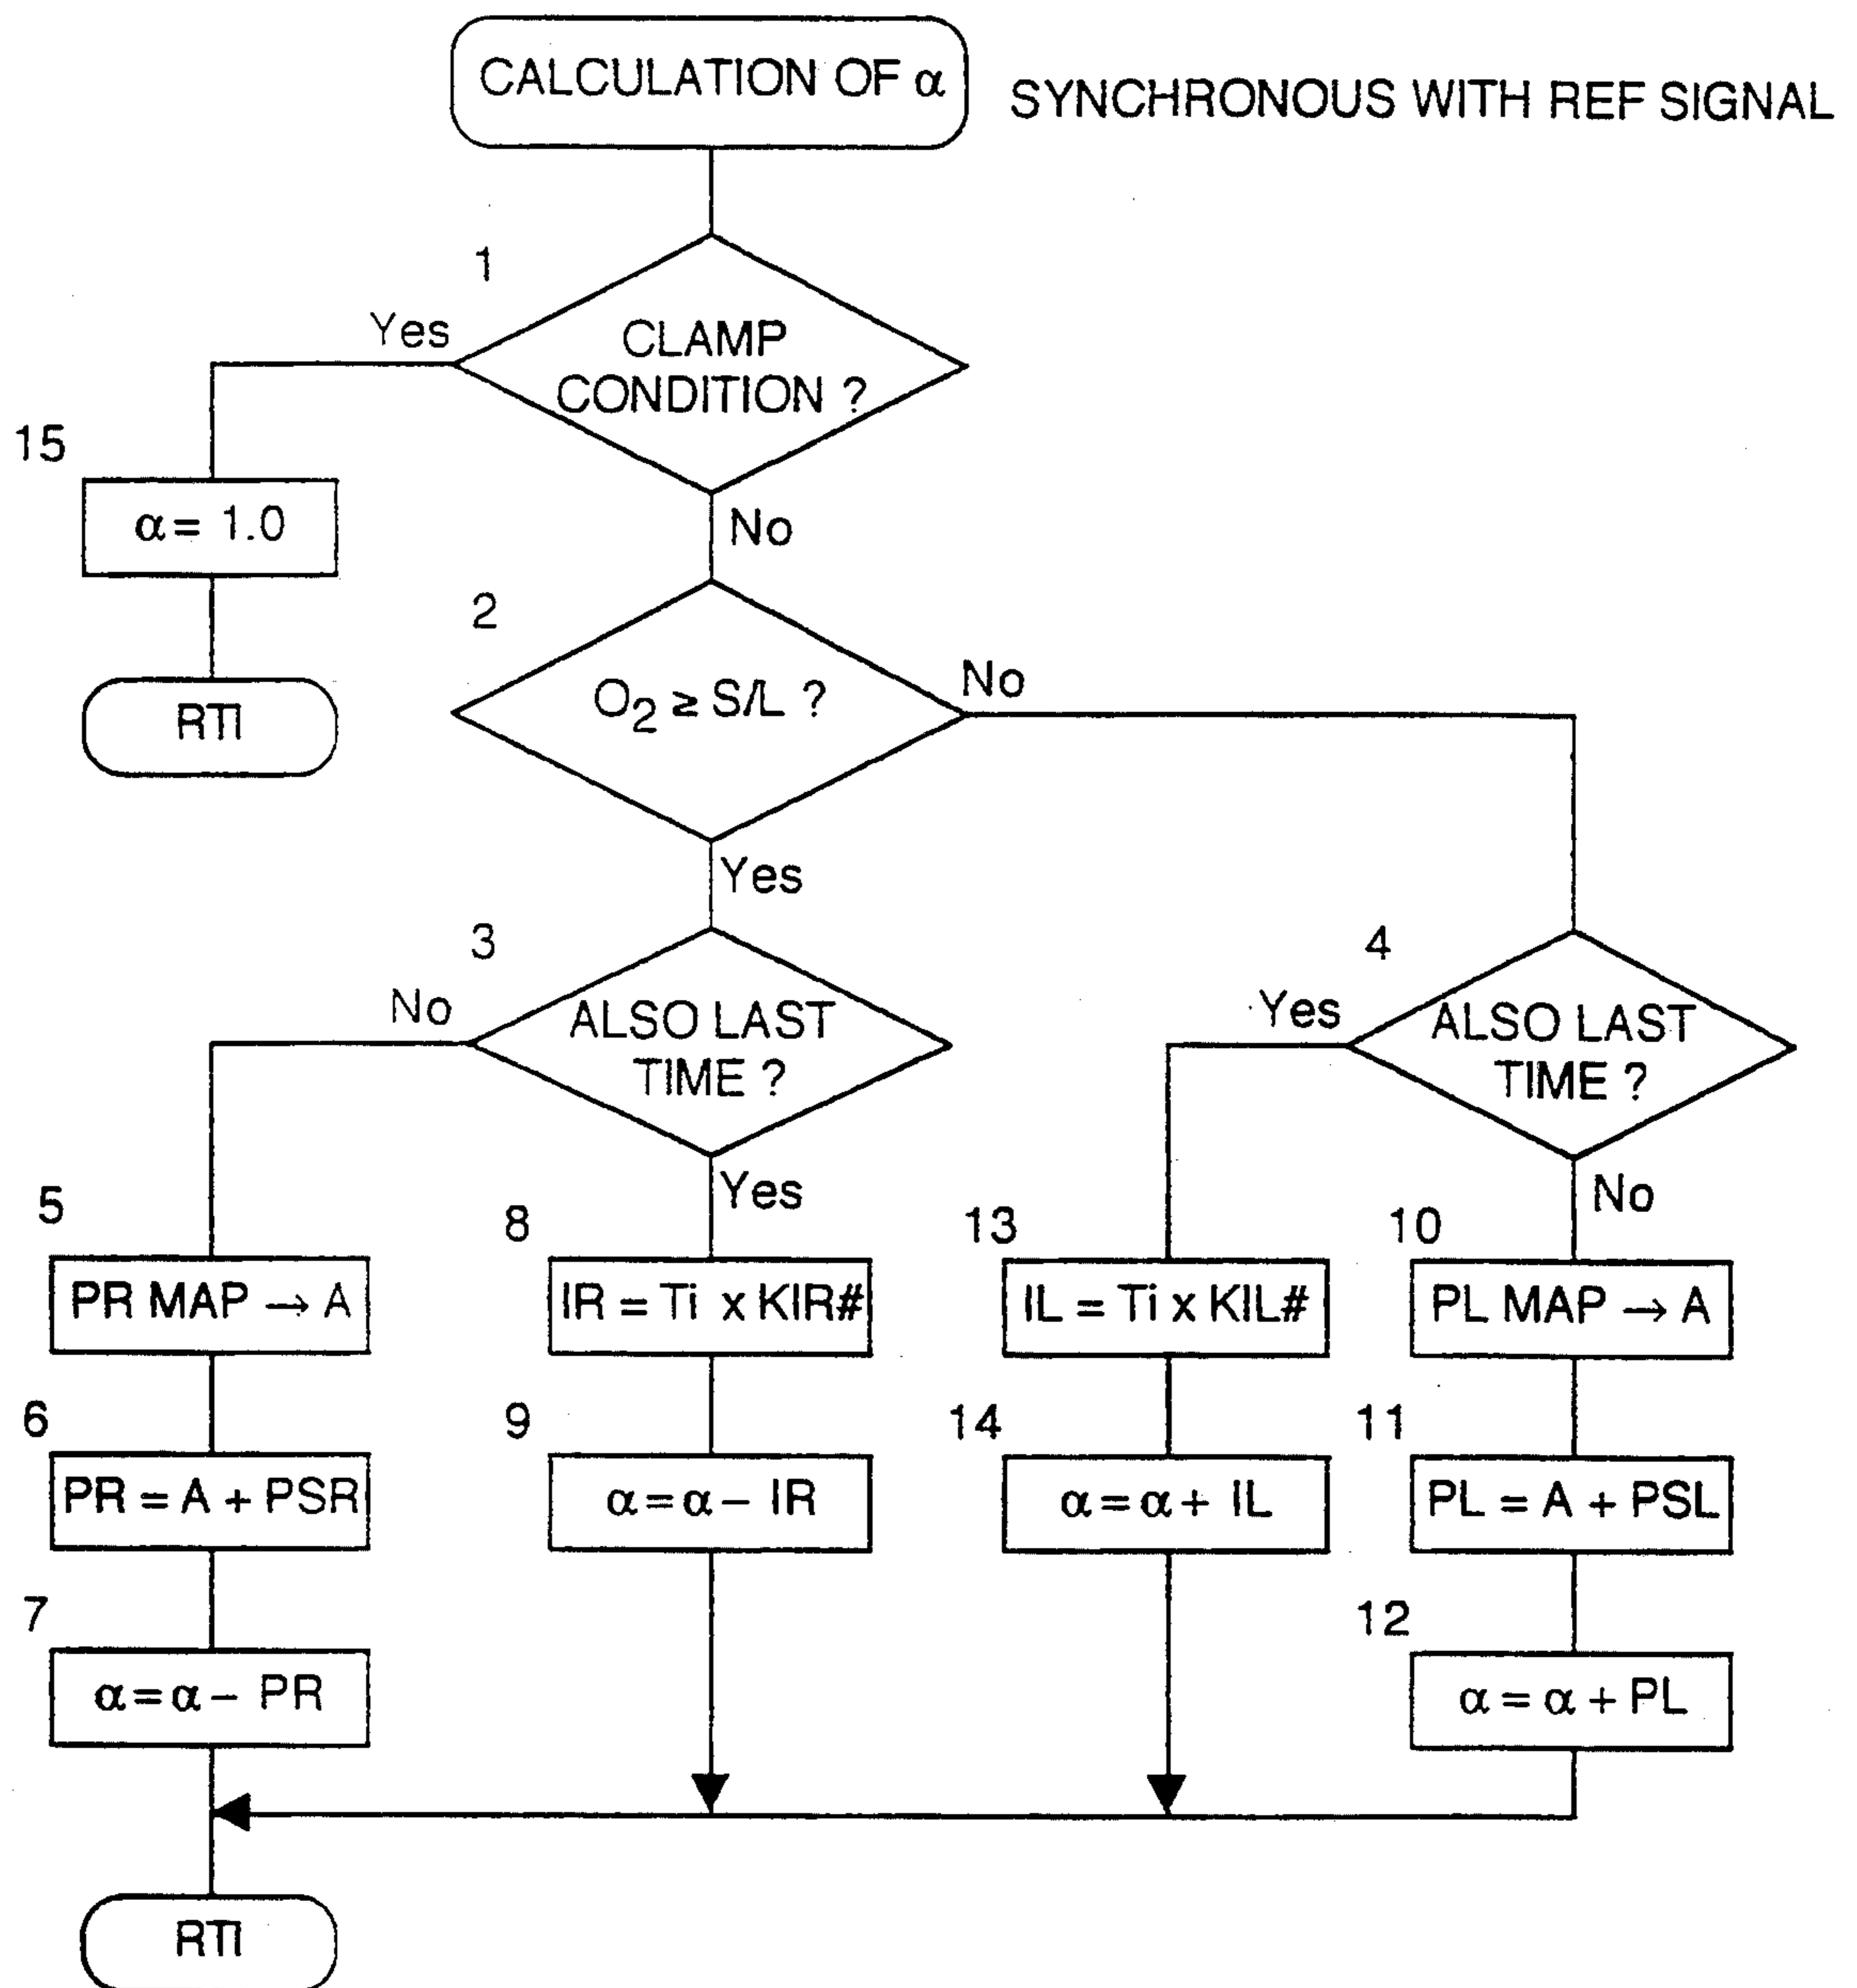 CALCULATION OF α
SYNCHRONOUS WITH REF SIGNAL
1
Yes
CLAMP
CONDITION ?
15
α = 1.0
No
RTI
2
O₂ ≥ S/L ?
No
Yes
3
No
ALSO LAST
TIME ?
Yes
4
Yes
ALSO LAST
TIME ?
No
5
PR MAP → A
6
PR = A + PSR
7
α = α – PR
8
IR = Ti x KIR#
9
α = α – IR
13
IL = Ti x KIL#
14
α = α + IL
10
PL MAP → A
11
PL = A + PSL
12
α = α + PL
RTI